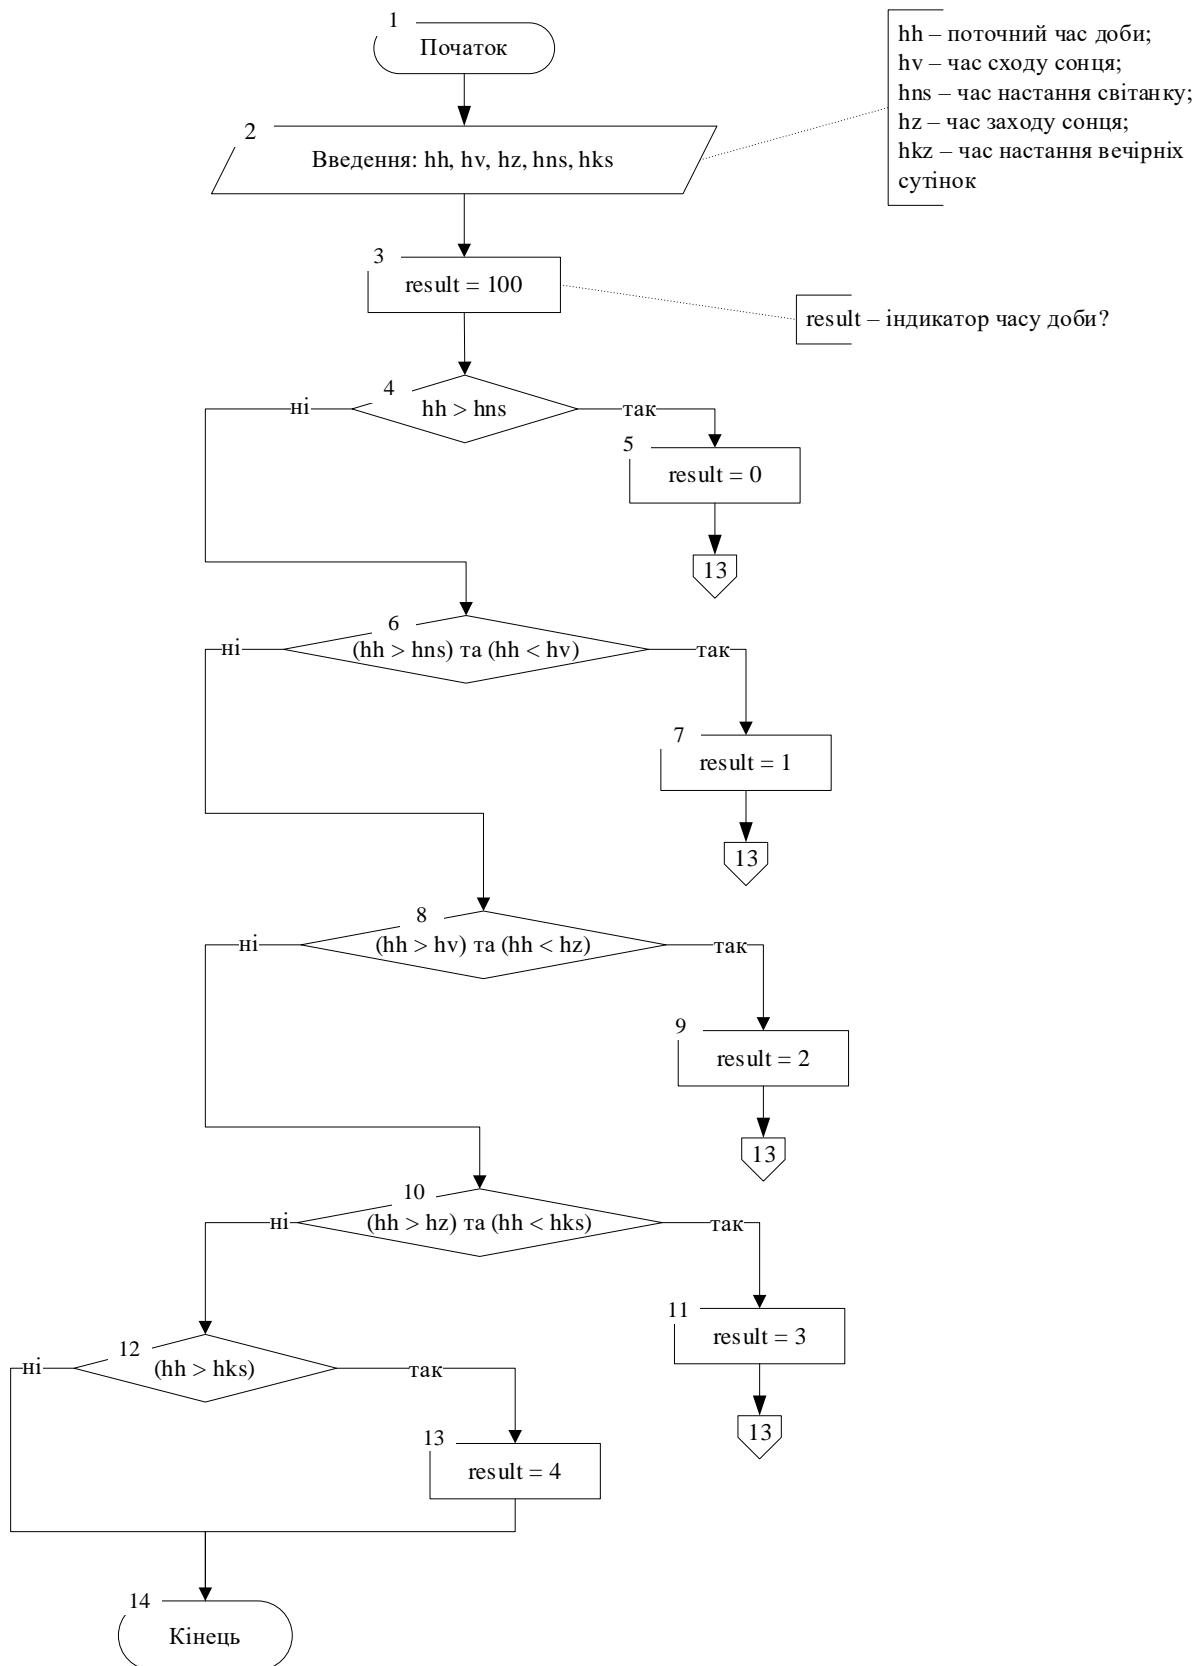 1
Початок
hh – поточний час доби;
hv – час сходу сонця;
hns – час настання світанку;
hz – час заходу сонця;
hkz – час настання вечірніх
сутінок
2
Введення: hh, hv, hz, hns, hks
3
result = 100
result – індикатор часу доби?
4
ні
hh > hns
так
5
result = 0
13
6
ні
(hh > hns) та (hh < hv)
так
7
result = 1
13
8
ні
(hh > hv) та (hh < hz)
так
9
result = 2
13
10
ні
(hh > hz) та (hh < hks)
так
11
result = 3
13
12
ні
(hh > hks)
так
13
result = 4
14
Кінець